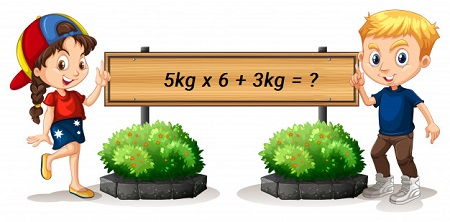 5kg x 6 + 3kg = ?